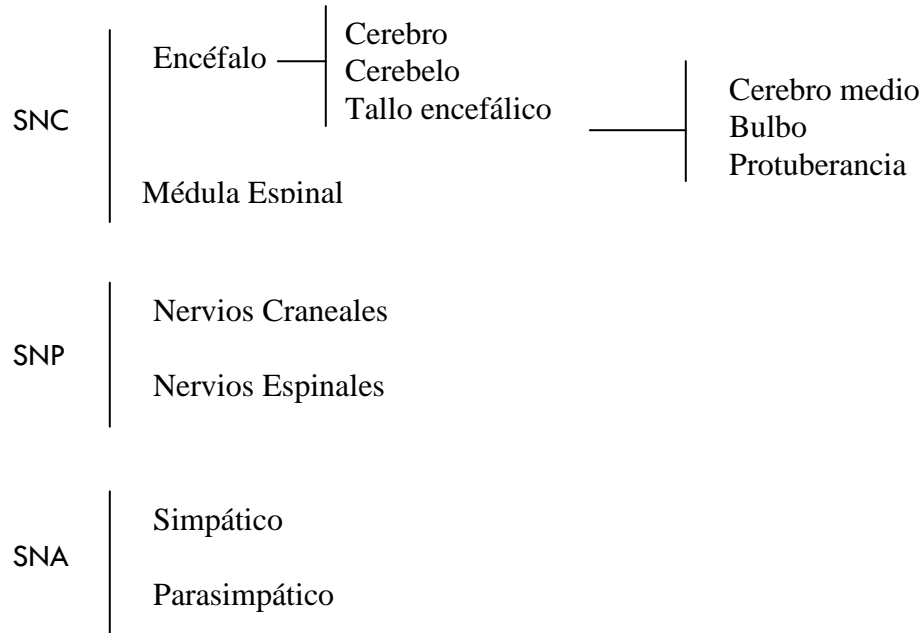 SNC
Encéfalo
Cerebro
Cerebelo
Tallo encefálico
Cerebro medio
Bulbo
Protuberancia
Médula Espinal
SNP
Nervios Craneales
Nervios Espinales
SNA
Simpático
Parasimpático